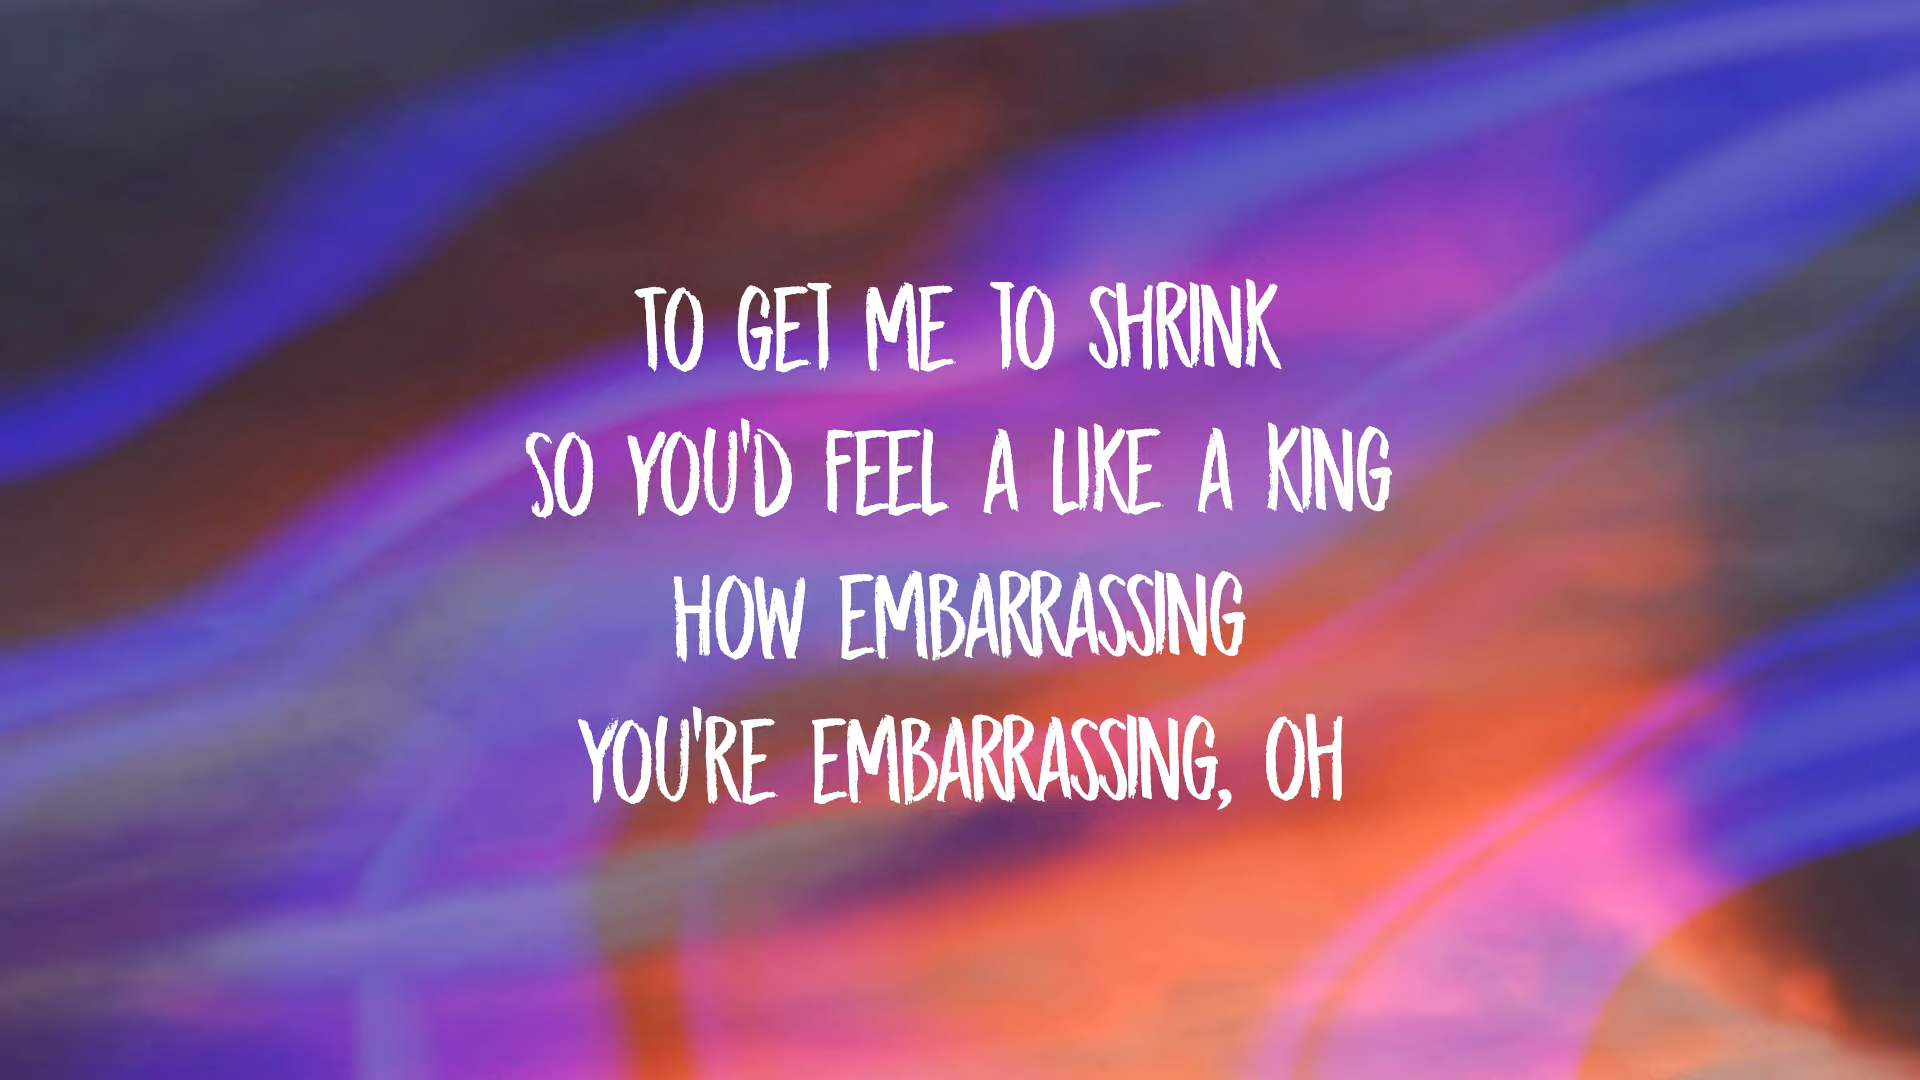 TO GET ME TO SHRINK
SO YOU'D FEEL A LIKE A KING
HOW EMBARRASSING
YOU'RE EMBARRASSING, OH